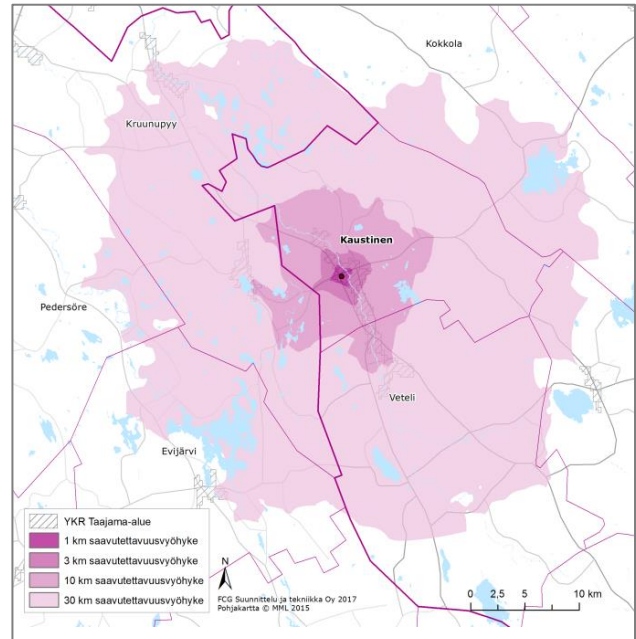 Kokkola
Kruunupyy
Kaustinen
Pedersöre
Veteli
Evijärvi
YKR Taajama-alue
1 km saavutettavuusvyöhyke
3 km saavutettavuusvyöhyke
10 km saavutettavuusvyöhyke
30 km saavutettavuusvyöhyke
N
FCG Suunnittelu ja tekniikka Oy 2017
Pohjakartta © MML 2015
0 2,5 5 10 km